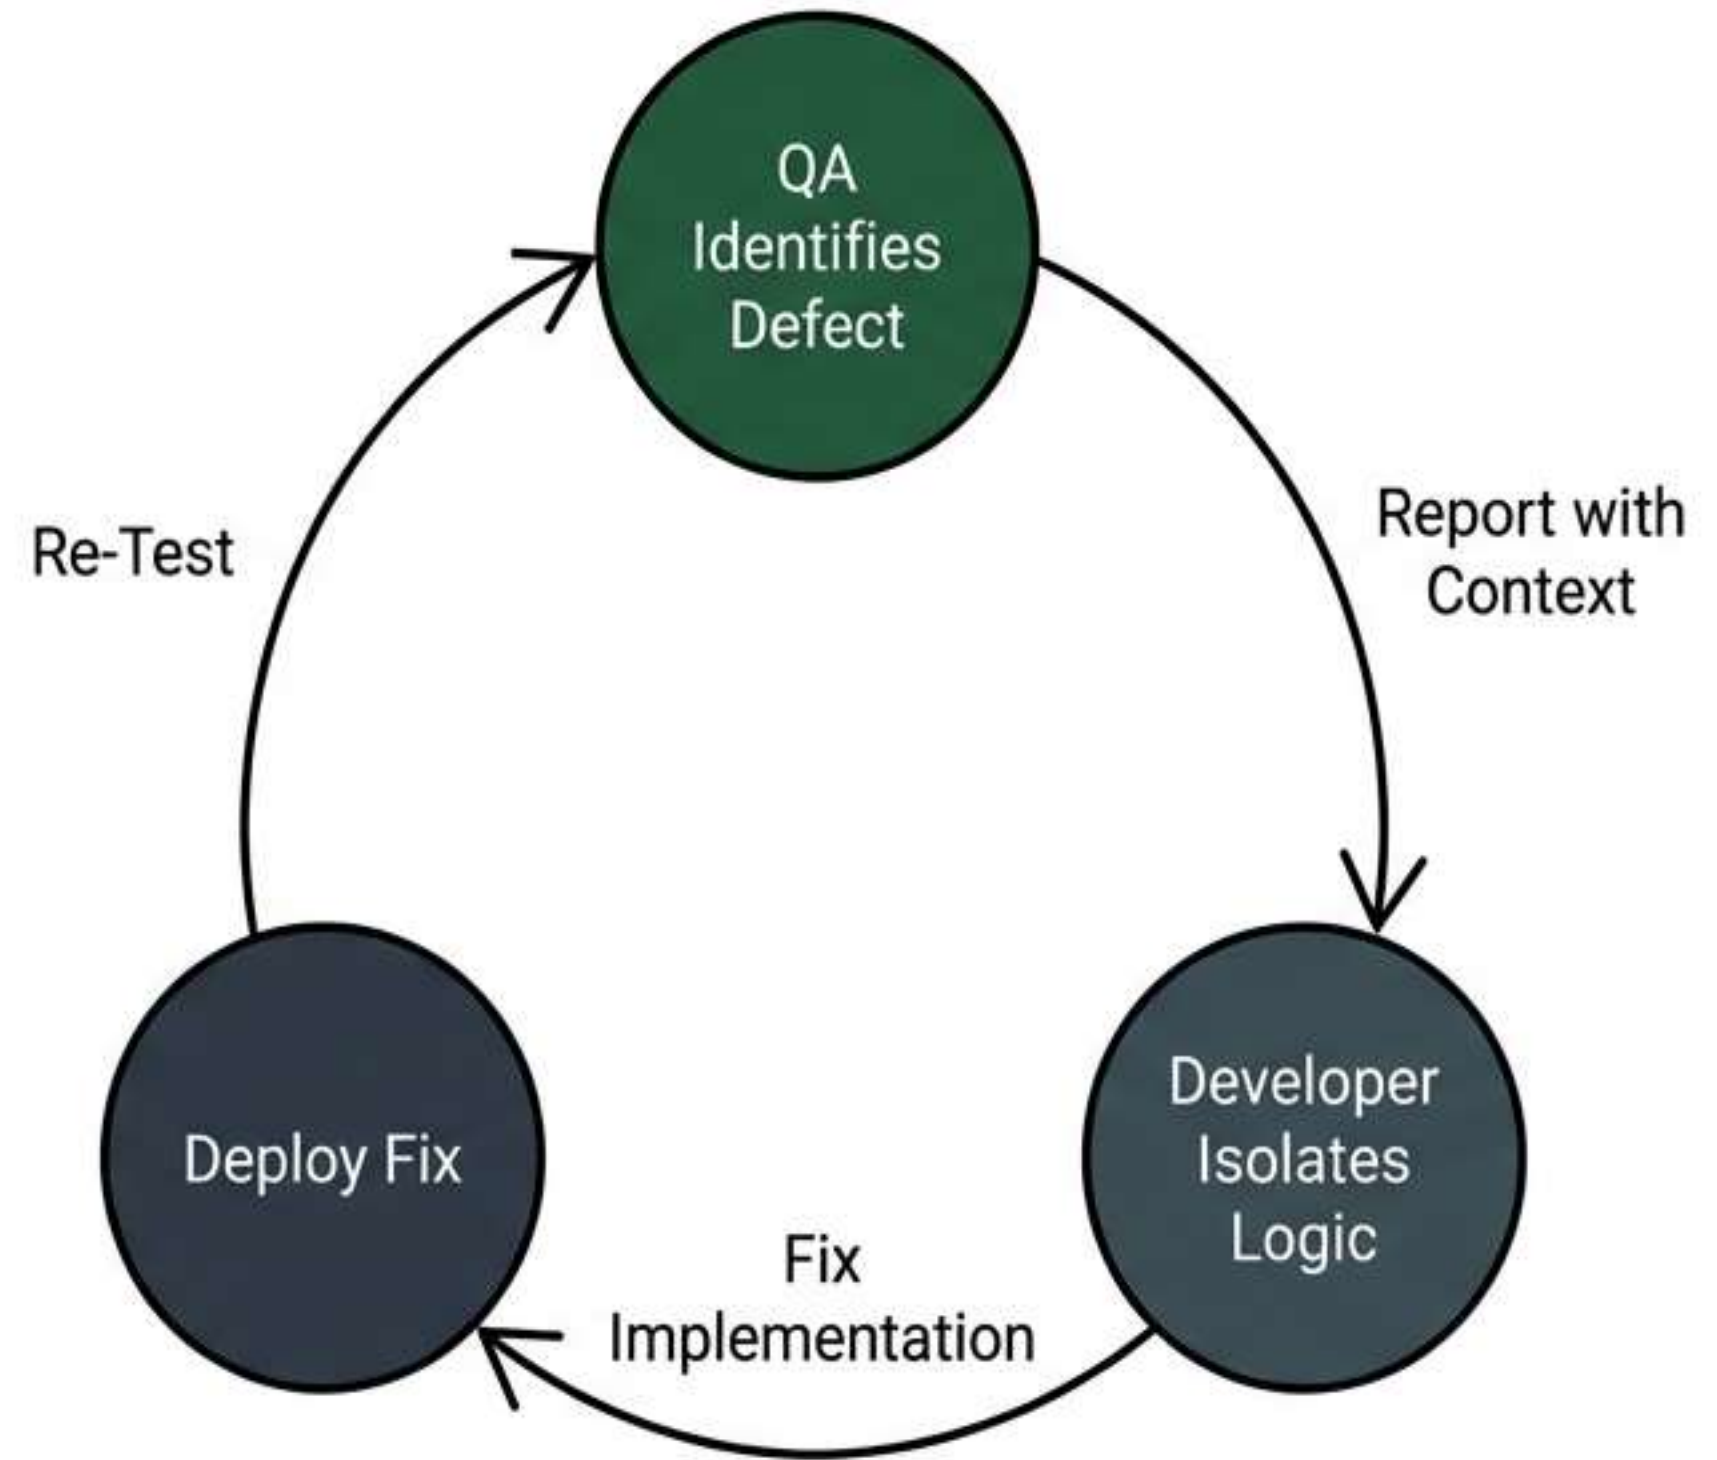 QA
Identifies
Defect
Report with
Context
Re-Test
Developer
Isolates
Logic
Deploy Fix
Fix
Implementation